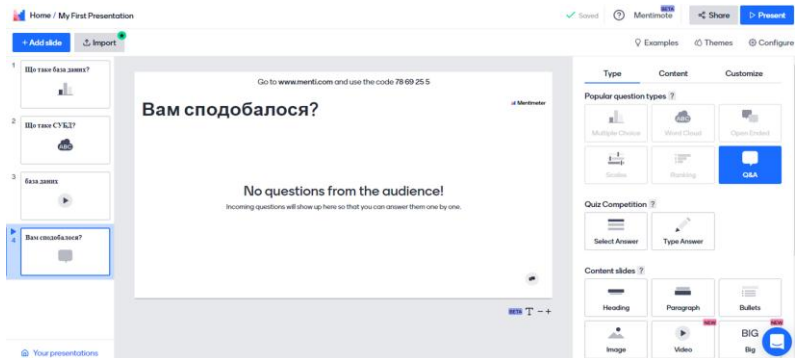 Home / My First Presentation
Saved
Mentimote
BETA
Share
Present
+ Add slide
Import
Examples
Themes
Configure
1
Що таке база даних?
2
Що таке СУБД?
ABC
3
база даних
4
Вам сподобалося?
Your presentations
Go to www.menti.com and use the code 78 69 25 5
Вам сподобалося?
Mentimeter
No questions from the audience!
Incoming questions will show up here so that you can answer them one by one.
BETA T - +
Type Content Customize
Popular question types ?
ABC
Multiple Choice Word Cloud Open Ended
Scales Ranking Q&A
Quiz Competition ?
Select Answer Type Answer
Content slides ?
Heading Paragraph Bullets
NEW NEW
BIG
Image Video Big